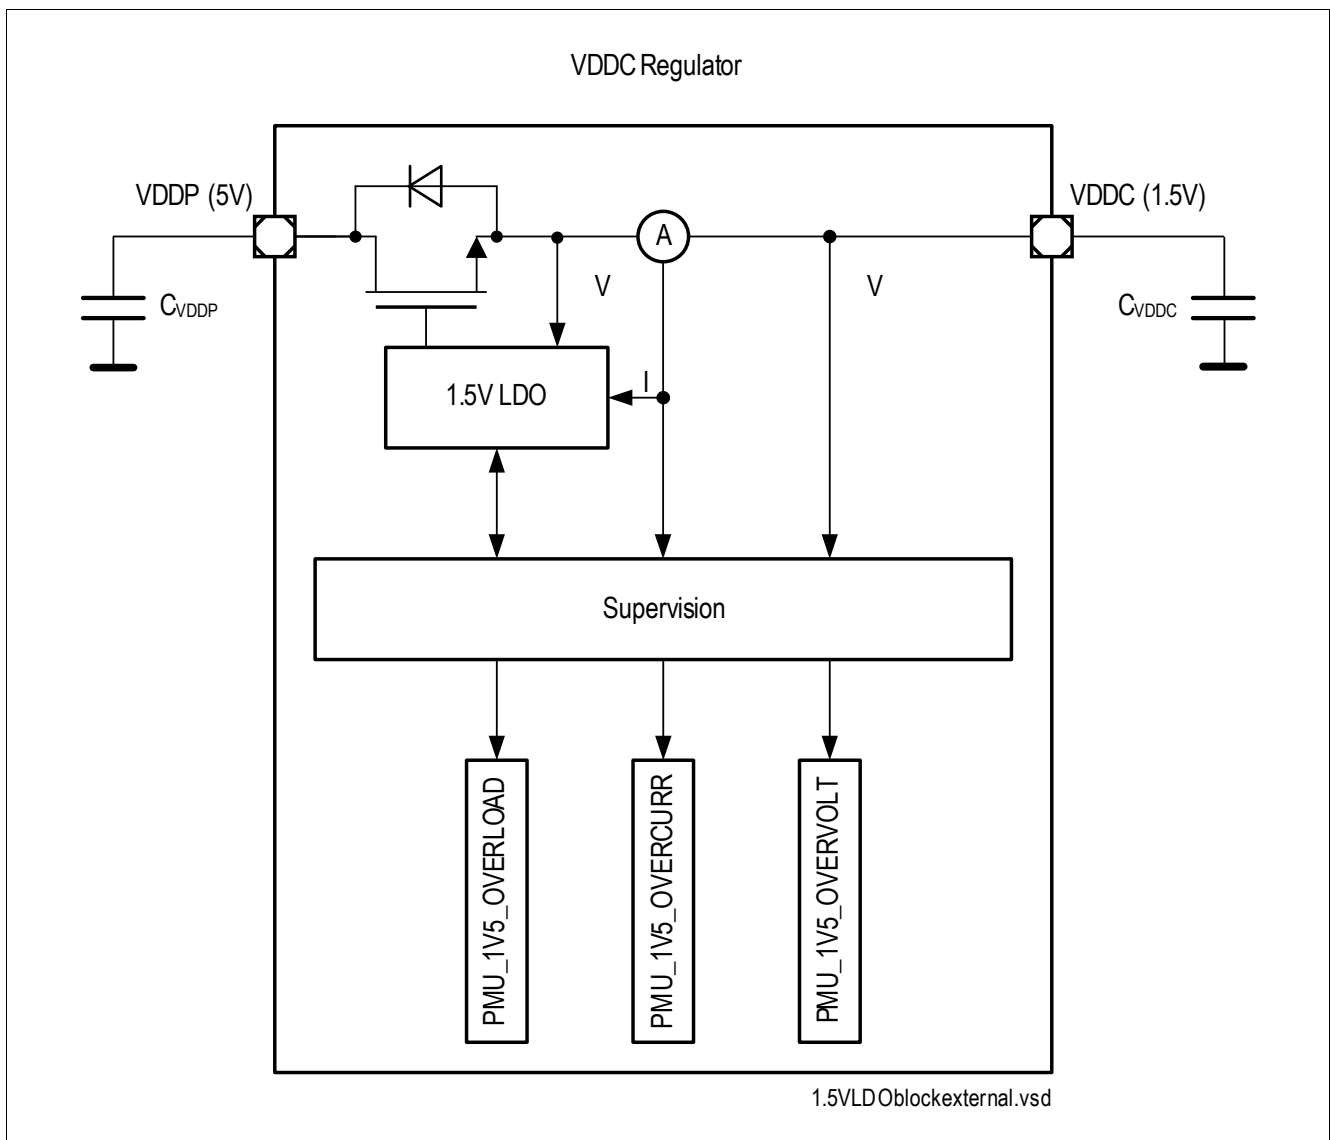 VDDC Regulator
VDDP (5V)
VDDC (1.5V)
A
CVDDP
V
V
CVDDC
I
1.5V LDO
Supervision
PMU_1V5_OVERLOAD
PMU_1V5_OVERCURR
PMU_1V5_OVERVOLT
1.5VLDOblockexternal.vsd